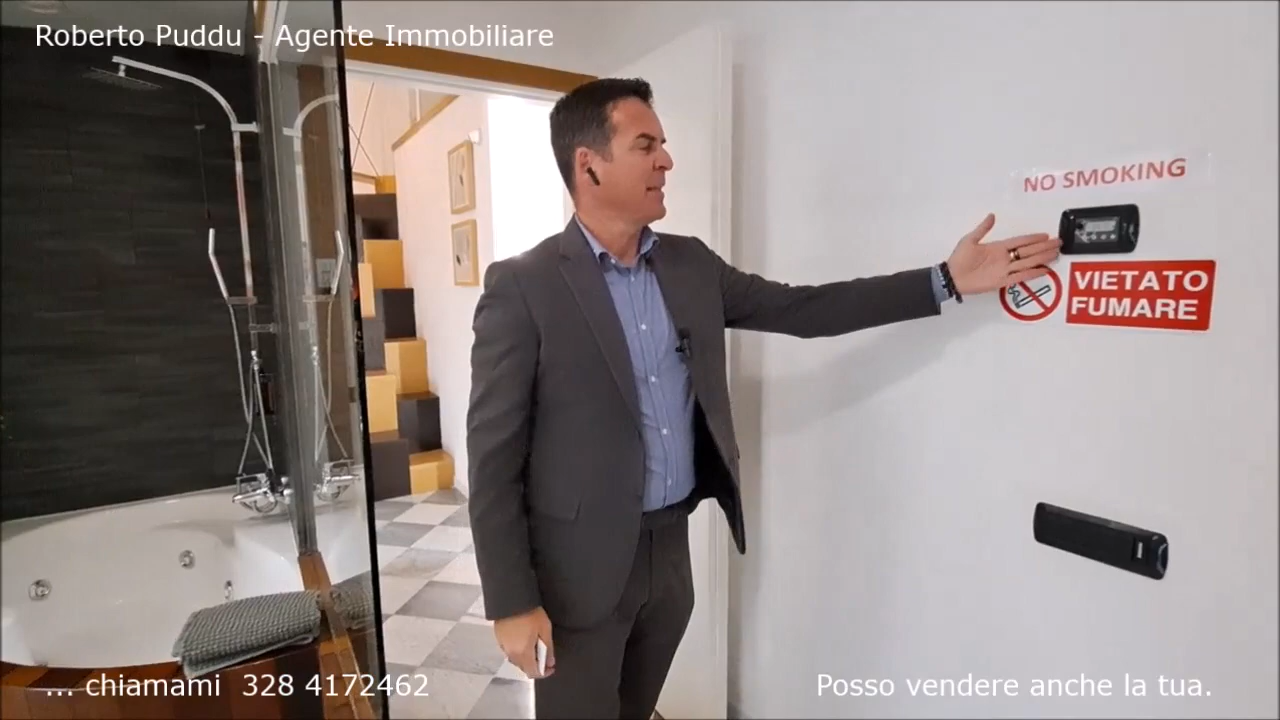 Roberto Puddu - Agente Immobiliare
NO SMOKING
VIETATO
FUMARE
... chiamami 328 4172462
Posso vendere anche la tua.